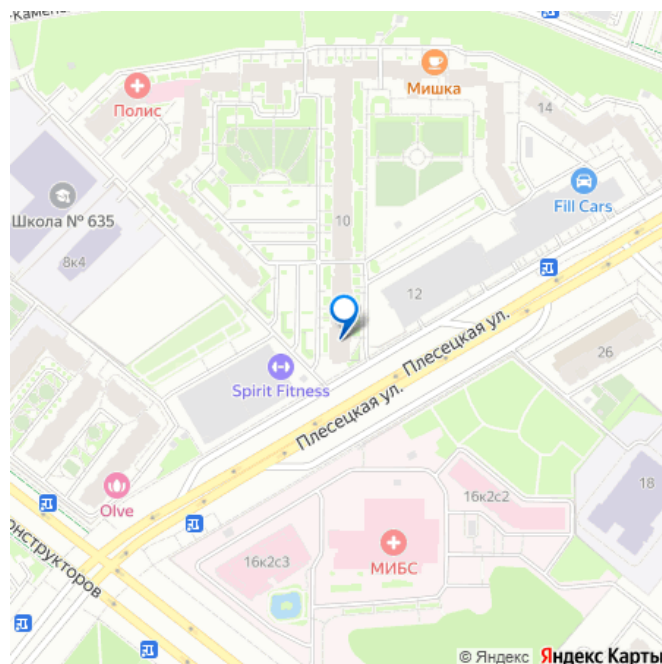 -Камен
Полис
Мишка
14
Fill Cars
Школа № 635
8к4
10
12
Плесецкая ул.
26
Spirit Fitness
Плесецкая ул.
18
16к2с2
Olve
онструкторов
16к2с3
МИБС
© Яндекс Яндекс Карты